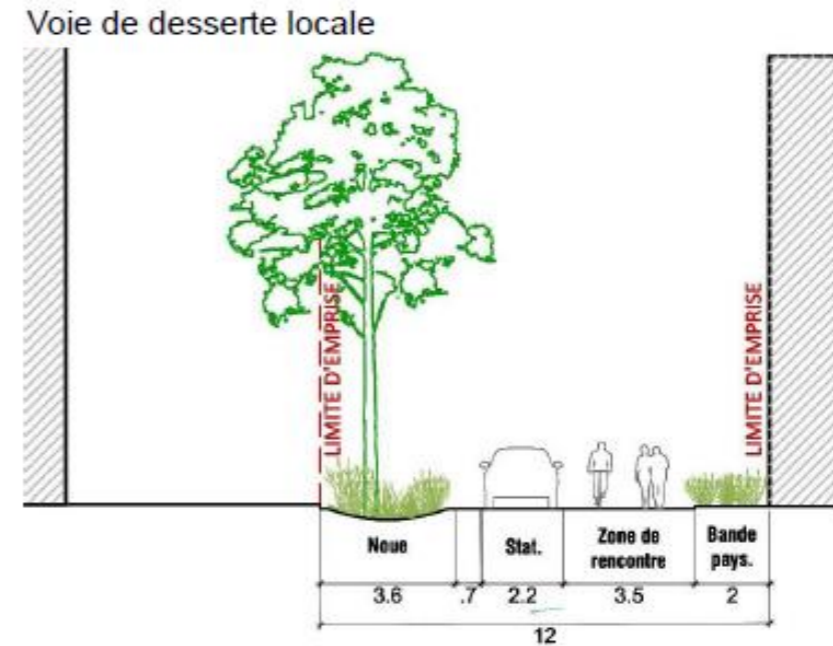 Voie de desserte locale
LIMITE D'EMPRISE
LIMITE D'EMPRISE
Noue
Stat.
Zone de
rencontre
Bande
pays.
3.6
.7
2.2
3.5
2
12